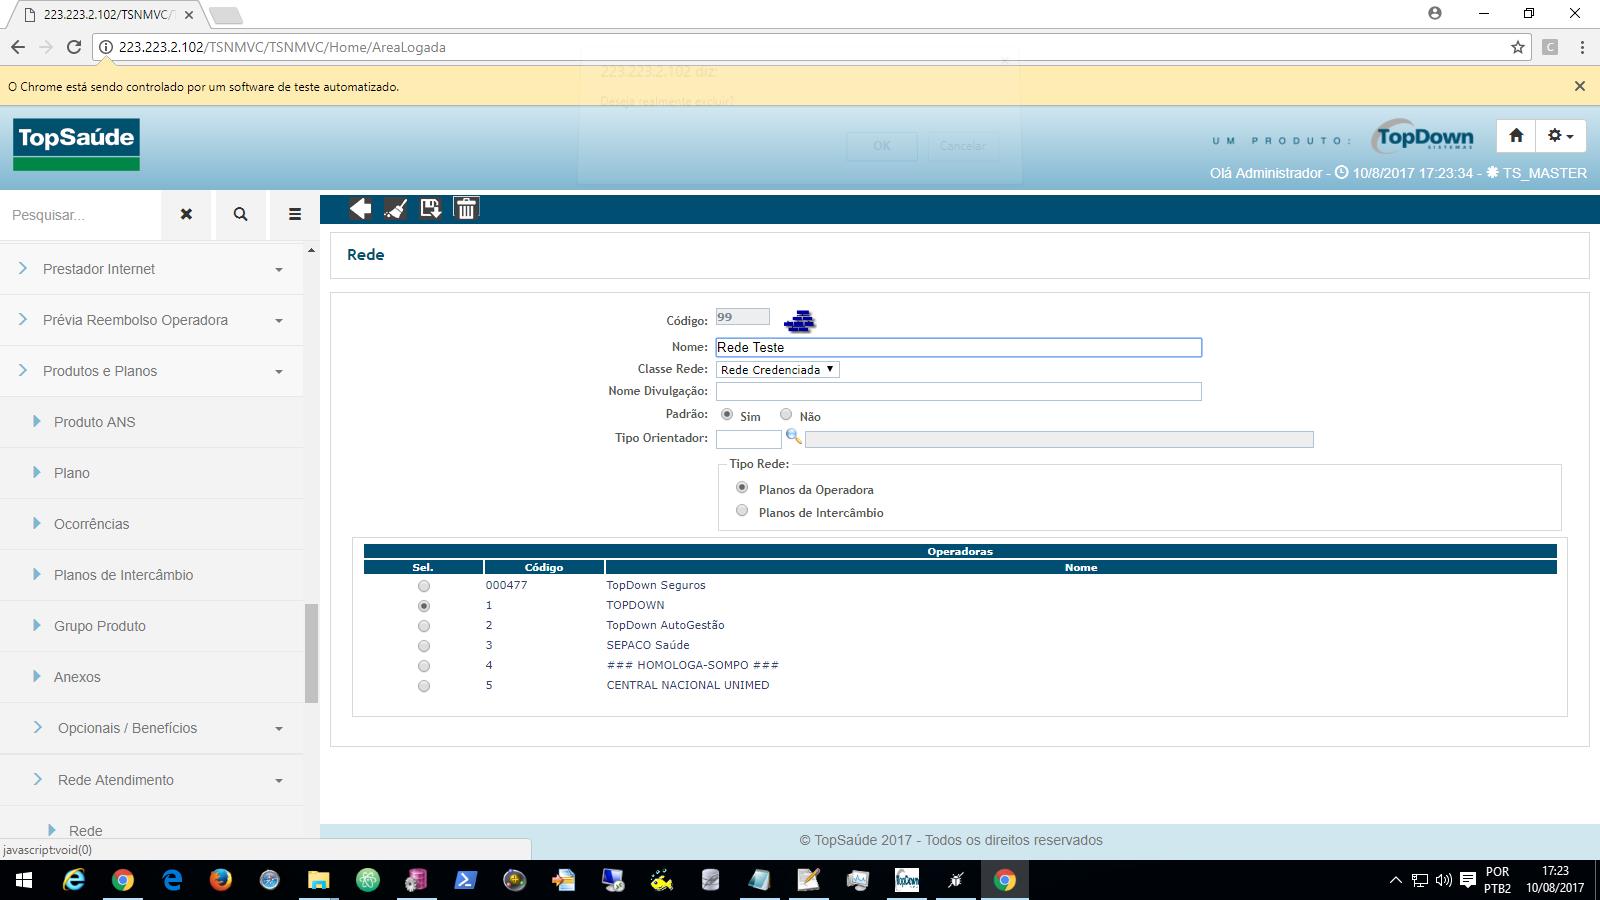 223.223.2.102/TSNMVC/T
223.223.2.102/TSNMVC/TSNMVC/Home/AreaLogada
C
223.223.2.102 diz:
O Chrome está sendo controlado por um software de teste automatizado.
Deseja realmente excluir?
OK
Cancelar
TopSaúde
UM PRODUTO:
TopDown
SISTEMAS
Olá Administrador - 10/8/2017 17:23:34 - TS_MASTER
Pesquisar...
Prestador Internet
Prévia Reembolso Operadora
Produtos e Planos
Produto ANS
Plano
Ocorrências
Planos de Intercâmbio
Grupo Produto
Anexos
Opcionais / Benefícios
Rede Atendimento
Rede
javascript:void(0)
Rede
Código: 99
Nome: Rede Teste
Classe Rede: Rede Credenciada
Nome Divulgação:
Padrão: Sim Não
Tipo Orientador:
Tipo Rede:
Planos da Operadora
Planos de Intercâmbio
Operadoras
Sel. Código Nome
000477 TopDown Seguros
1 TOPDOWN
2 TopDown AutoGestão
3 SEPACO Saúde
4 ### HOMOLOGA-SOMPO ###
5 CENTRAL NACIONAL UNIMED
© TopSaúde 2017 - Todos os direitos reservados
TopDown
POR
PTB2
17:23
10/08/2017